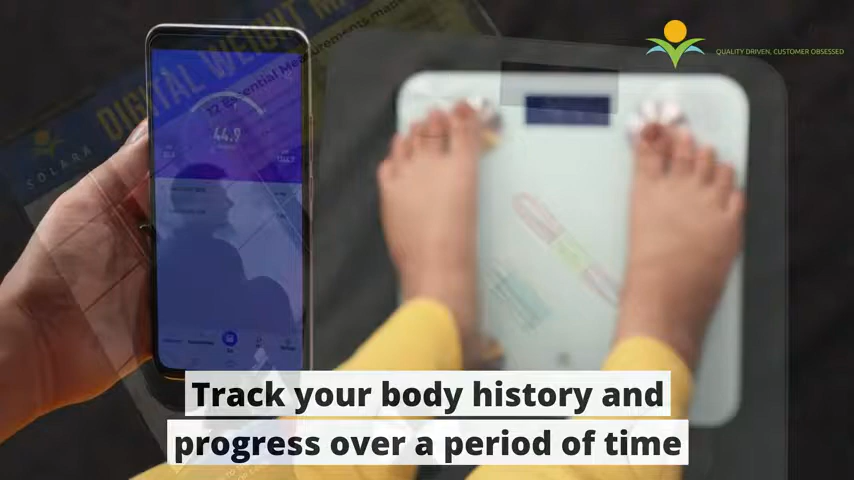 QUALITY DRIVEN, CUSTOMER OBSESSED
DIGITAL WEIGHT
12 Essential Measurements
SOLARA
44.9
Track your body history and
progress over a period of time